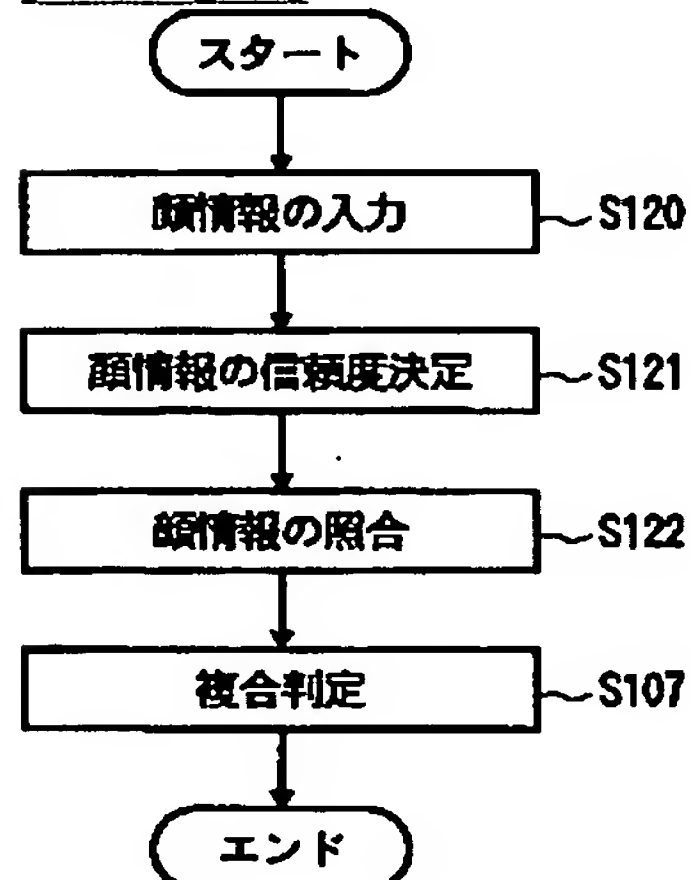 スタート
顔情報の入力 S120
顔情報の信頼度決定 S121
顔情報の照合 S122
複合判定 S107
エンド